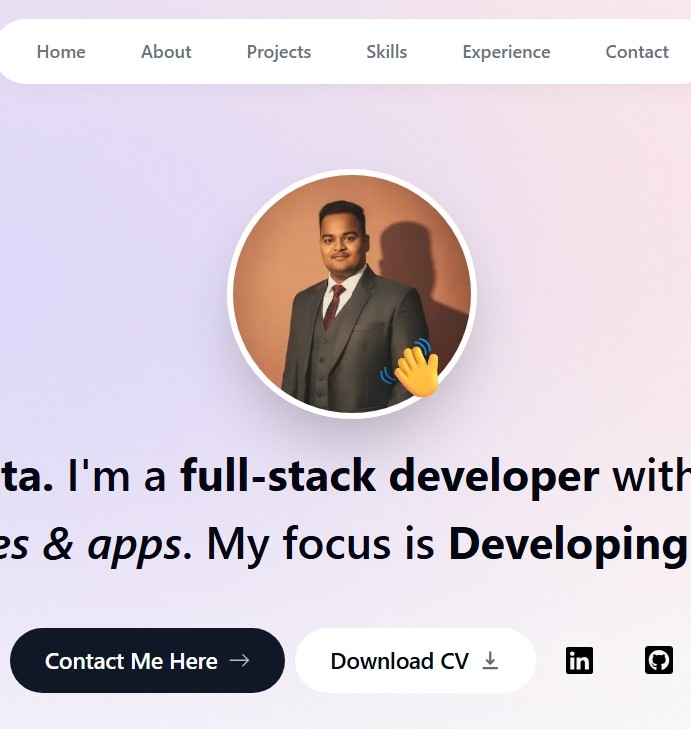 Home About Projects Skills Experience Contact
ta. I'm a full-stack developer with
es & apps. My focus is Developing
Contact Me Here Download CV in